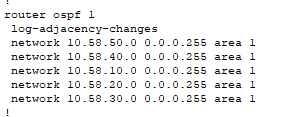 !
router ospf 1
log-adjacency-changes
network 10.58.50.0 0.0.0.255 area 1
network 10.58.40.0 0.0.0.255 area 1
network 10.58.10.0 0.0.0.255 area 1
network 10.58.20.0 0.0.0.255 area 1
network 10.58.30.0 0.0.0.255 area 1
!